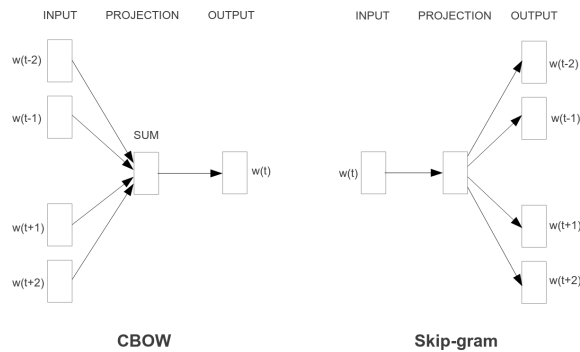 INPUT PROJECTION OUTPUT
w(t-2)
w(t-1)
SUM
w(t)
w(t+1)
w(t+2)
CBOW
INPUT PROJECTION OUTPUT
w(t-2)
w(t-1)
w(t)
w(t+1)
w(t+2)
Skip-gram